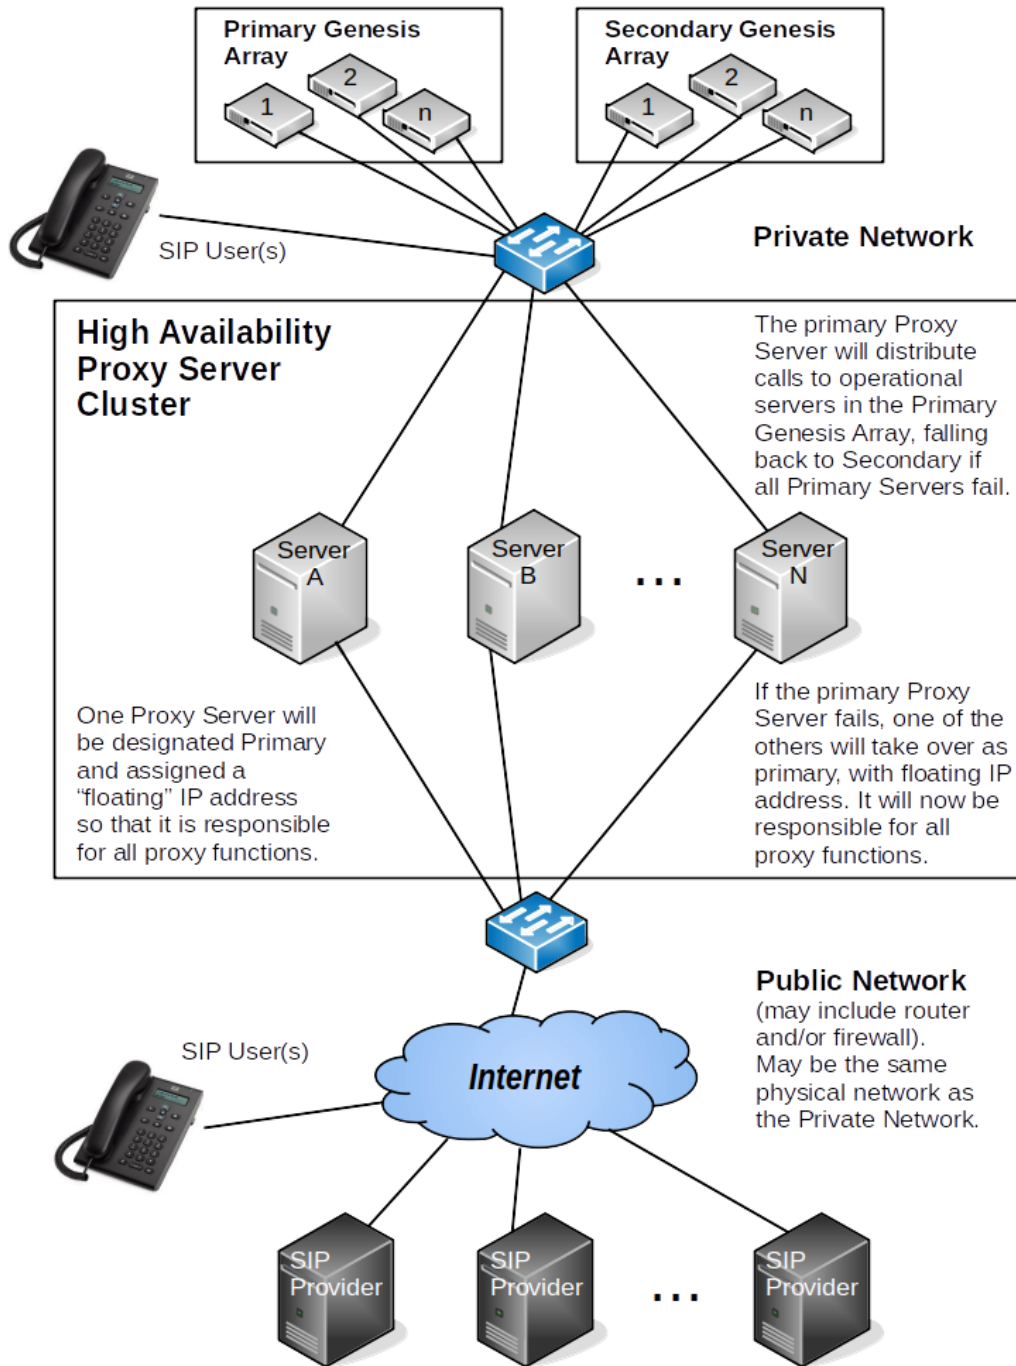 Primary Genesis
Array
1
2
n
Secondary Genesis
Array
1
2
n
SIP User(s)
Private Network
High Availability
Proxy Server
Cluster
The primary Proxy
Server will distribute
calls to operational
servers in the Primary
Genesis Array, falling
back to Secondary if
all Primary Servers fail.
Server
A
Server
B
...
Server
N
One Proxy Server will
be designated Primary
and assigned a
“floating” IP address
so that it is responsible
for all proxy functions.
If the primary Proxy
Server fails, one of the
others will take over as
primary, with floating IP
address. It will now be
responsible for all
proxy functions.
Public Network
(may include router
and/or firewall).
May be the same
physical network as
the Private Network.
SIP User(s)
Internet
SIP
Provider
SIP
Provider
...
SIP
Provider